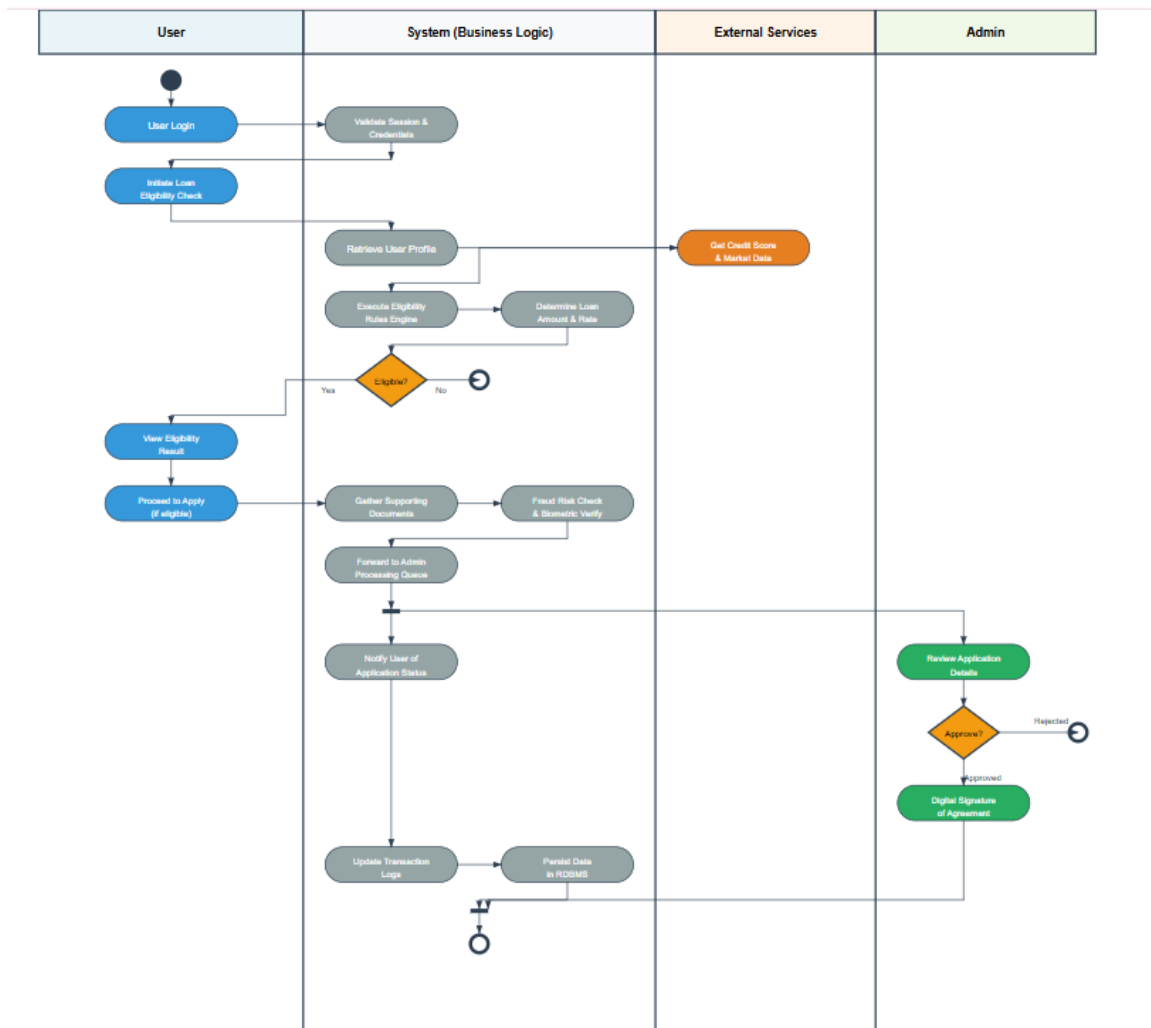 User
System (Business Logic)
External Services
Admin
User Login
Validate Session &
Credentials
Initiate Loan
Eligibility Check
Retrieve User Profile
Get Credit Score
& Market Data
Execute Eligibility
Rules Engine
Determine Loan
Amount & Rate
Eligible?
Yes
No
View Eligibility
Result
Proceed to Apply
(if eligible)
Gather Supporting
Documents
Fraud Risk Check
& Biometric Verify
Forward to Admin
Processing Queue
Notify User of
Application Status
Review Application
Details
Approve?
Rejected
Approved
Digital Signature
of Agreement
Update Transaction
Logs
Persist Data
in RDBMS